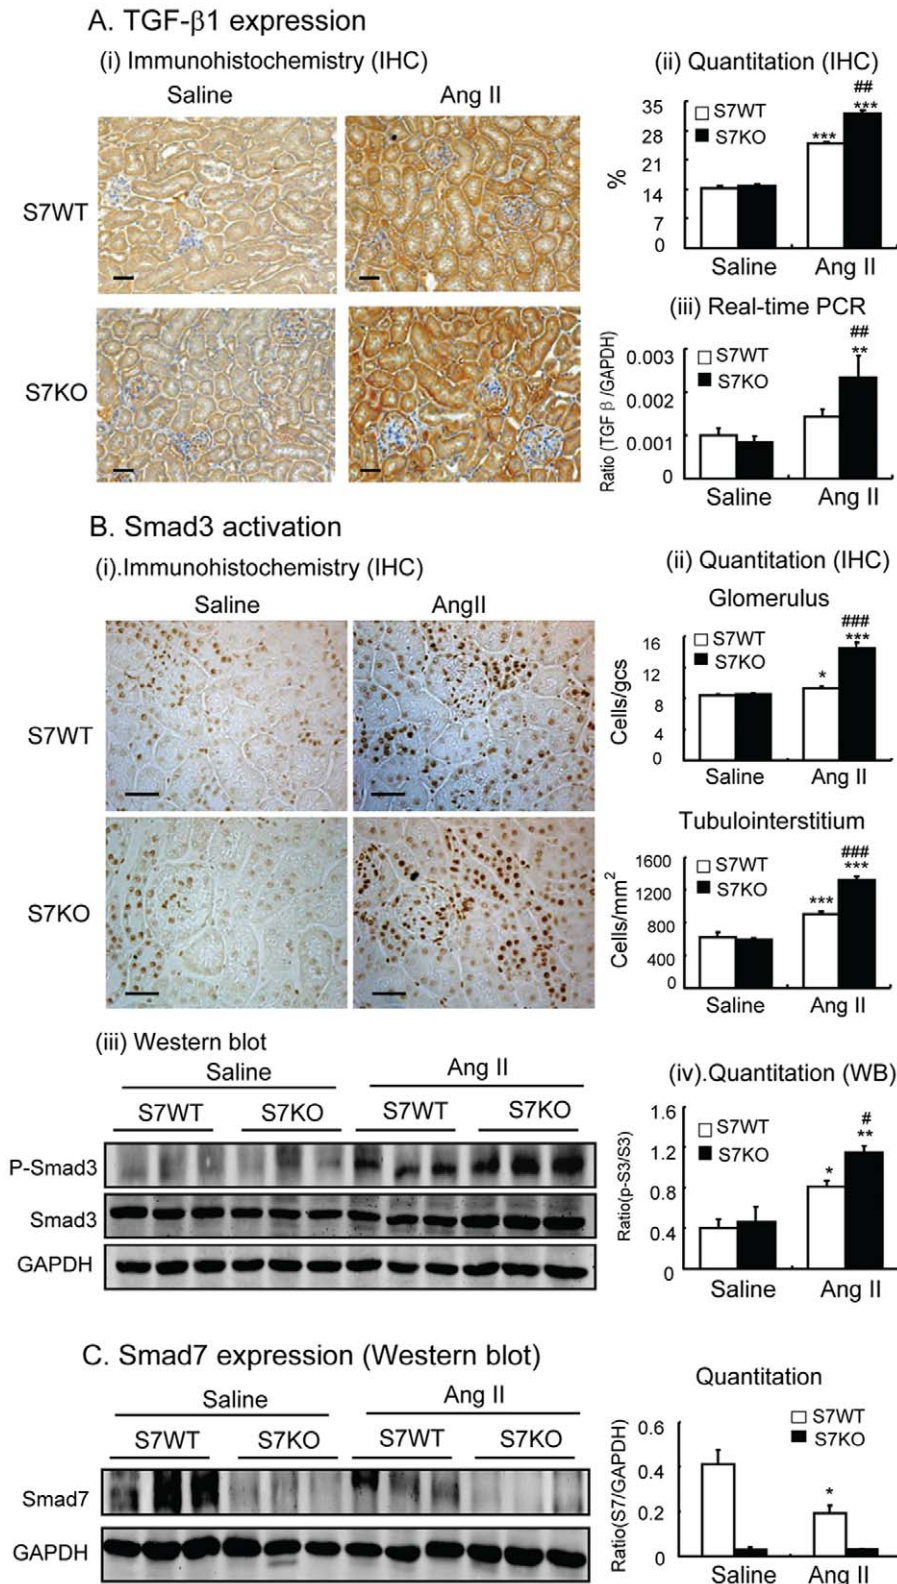 A. TGF-β1 expression
(i) Immunohistochemistry (IHC)
Saline Ang II
S7WT
S7KO
(ii) Quantitation (IHC)
##
*** ***
S7WT
S7KO
%
35
28
21
14
7
0
Saline Ang II
(iii) Real-time PCR
##
**
S7WT
S7KO
Ratio (TGF β /GAPDH)
0.003
0.002
0.001
Saline Ang II
B. Smad3 activation
(i).Immunohistochemistry (IHC)
Saline AngII
S7WT
S7KO
(ii) Quantitation (IHC)
Glomerulus
###
* ***
S7WT
S7KO
Cells/gcs
16
12
8
4
0
Saline Ang II
Tubulointerstitium
###
*** ***
S7WT
S7KO
Cells/mm²
1600
1200
800
400
0
Saline Ang II
(iii) Western blot
Saline Ang II
S7WT S7KO S7WT S7KO
P-Smad3
Smad3
GAPDH
(iv).Quantitation (WB)
#
* **
S7WT
S7KO
Ratio(p-S3/S3)
1.6
1.2
0.8
0.4
0
Saline Ang II
C. Smad7 expression (Western blot)
Saline Ang II
S7WT S7KO S7WT S7KO
Smad7
GAPDH
Quantitation
S7WT
S7KO
*
Ratio(S7/GAPDH)
0.6
0.4
0.2
0
Saline Ang II